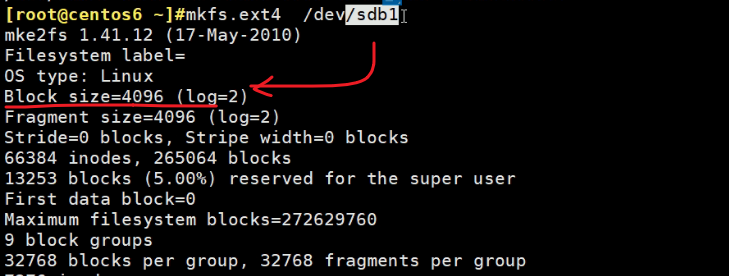 [root@centos6 ~]#mkfs.ext4  /dev/sdb1
mke2fs 1.41.12 (17-May-2010)
Filesystem label=
OS type: Linux
Block size=4096 (log=2)
Fragment size=4096 (log=2)
Stride=0 blocks, Stripe width=0 blocks
66384 inodes, 265064 blocks
13253 blocks (5.00%) reserved for the super user
First data block=0
Maximum filesystem blocks=272629760
9 block groups
32768 blocks per group, 32768 fragments per group